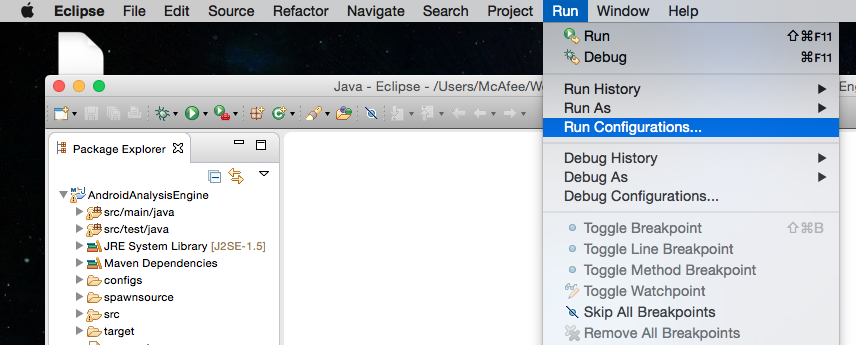 Eclipse File Edit Source Refactor Navigate Search Project Run Window Help
Run ⇧⌘F11
Debug ⌘F11
Java - Eclipse - /Users/McAfee/Wo
Run History
Run As
Run Configurations...
Debug History
Debug As
Debug Configurations...
Toggle Breakpoint ⇧⌘B
Toggle Line Breakpoint
Toggle Method Breakpoint
Toggle Watchpoint
Skip All Breakpoints
Remove All Breakpoints
Package Explorer
AndroidAnalysisEngine
src/main/java
src/test/java
JRE System Library [J2SE-1.5]
Maven Dependencies
configs
spawnsource
src
target